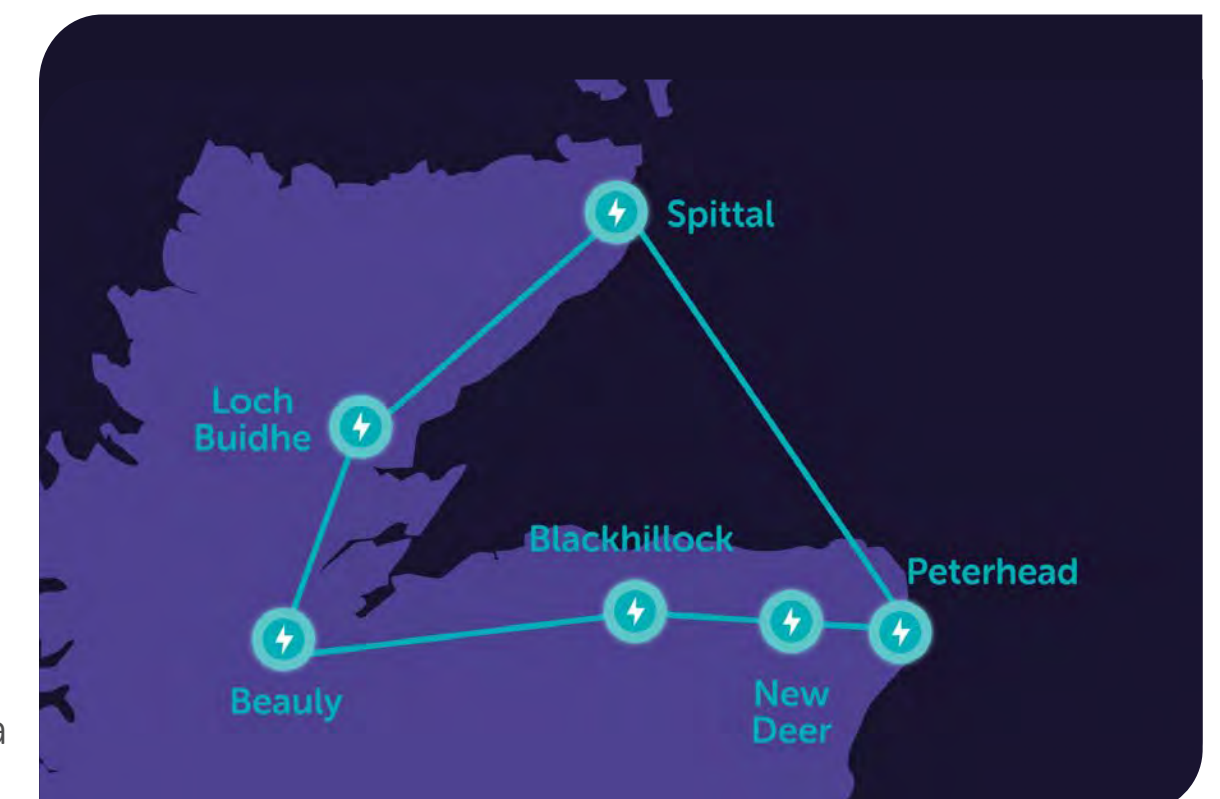 Spittal
Loch
Buidhe
Blackhillock
Peterhead
Beauly
New
Deer
a